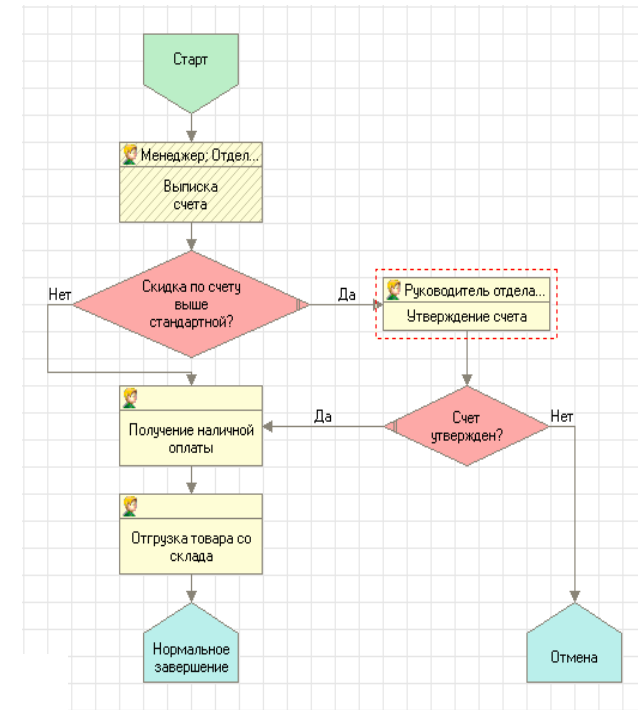 Старт
Менеджер; Отдел...
Выписка
счета
Скидка по счету
выше
стандартной?
Нет
Да
Руководитель отдела...
Утверждение счета
Счет
утвержден?
Да
Нет
Получение наличной
оплаты
Отгрузка товара со
склада
Нормальное
завершение
Отмена